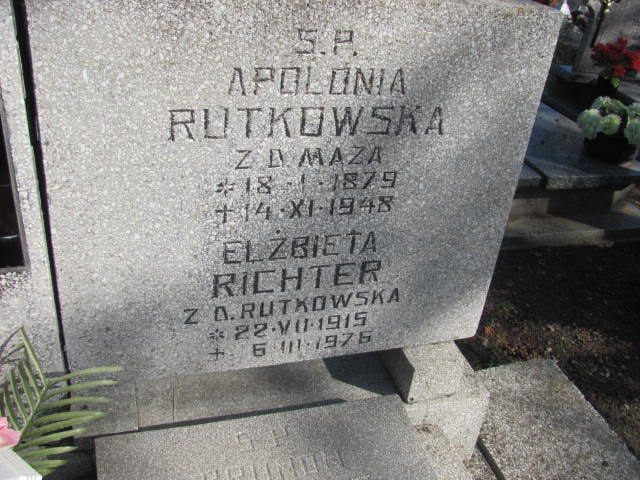 S.P.
APOLONIA
RUTKOWSKA
Z D. MAZA
* 18 · I · 1879
+ 14 · XI · 1948
ELŻBIETA
RICHTER
Z D. RUTKOWSKA
* 22 · VII · 1915
+ 6 III · 1976